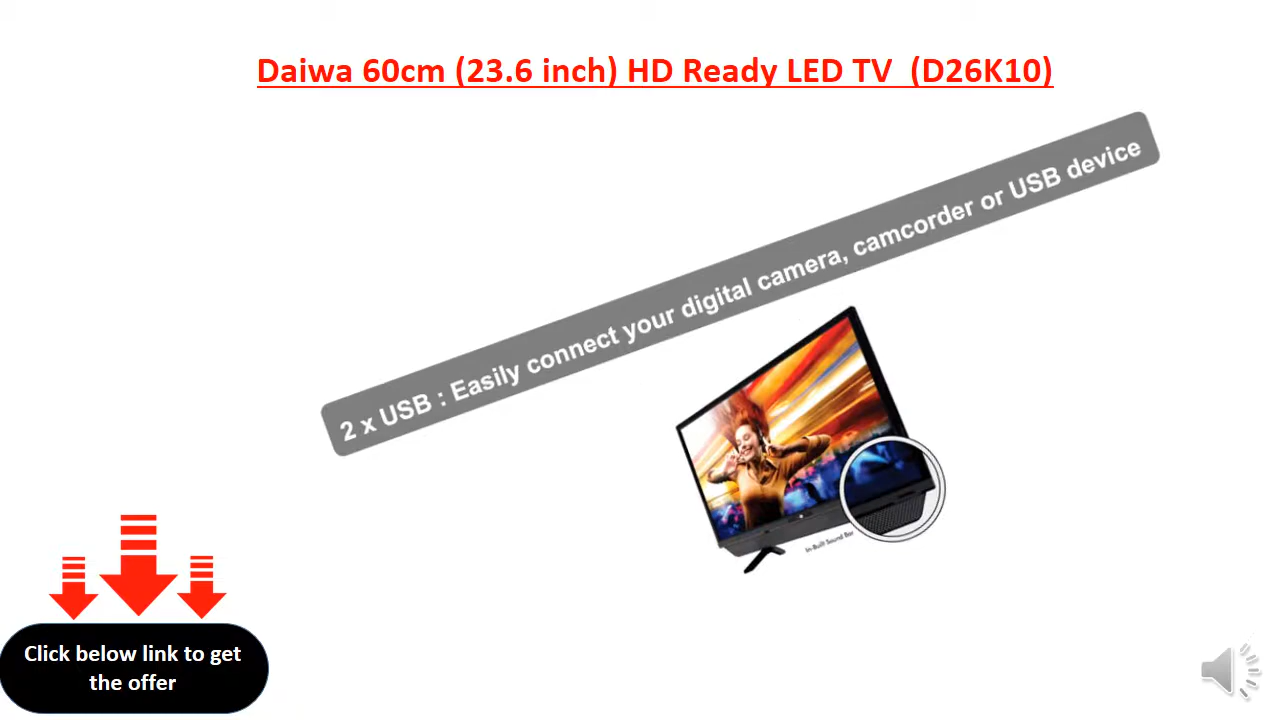 Daiwa 60cm (23.6 inch) HD Ready LED TV (D26K10)
2 x USB : Easily connect your digital camera, camcorder or USB device
In-Built Sound Bar
Click below link to get
the offer